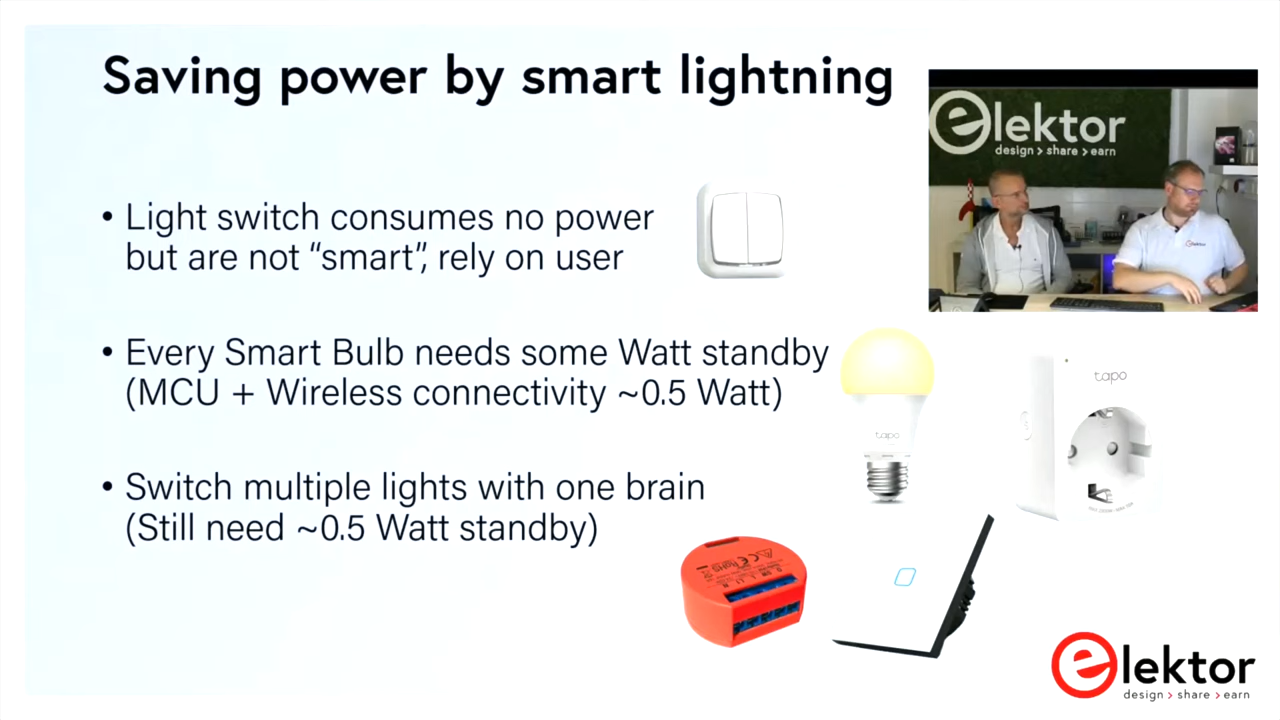 Saving power by smart lightning
elektor
design > share > earn
• Light switch consumes no power
but are not “smart”, rely on user
elektor
• Every Smart Bulb needs some Watt standby
(MCU + Wireless connectivity ~0.5 Watt)
tapo
tapo
• Switch multiple lights with one brain
(Still need ~0.5 Watt standby)
elektor
design > share > earn